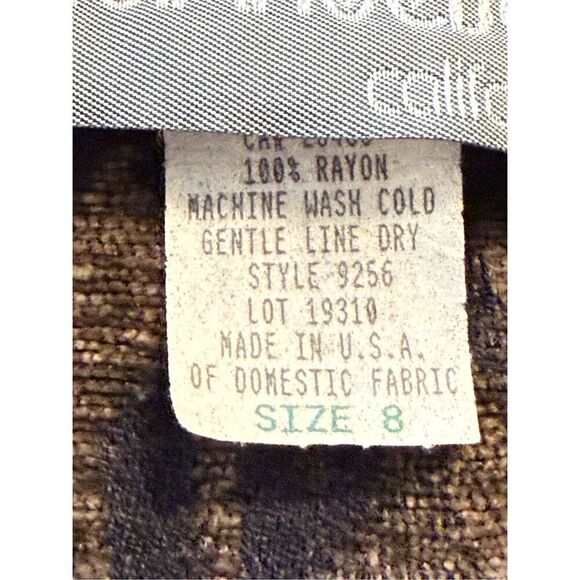 100% RAYON
MACHINE WASH COLD
GENTLE LINE DRY
STYLE 9256
LOT 19310
MADE IN U.S.A.
OF DOMESTIC FABRIC
SIZE 8